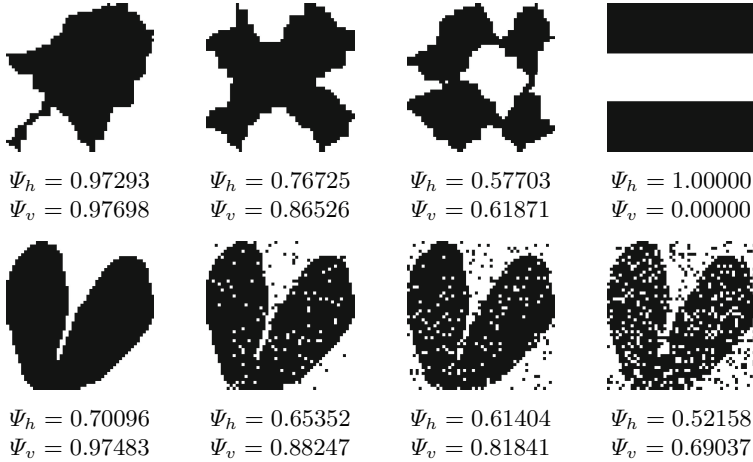 Ψh = 0.97293 Ψh = 0.76725 Ψh = 0.57703 Ψh = 1.00000
Ψv = 0.97698 Ψv = 0.86526 Ψv = 0.61871 Ψv = 0.00000
Ψh = 0.70096 Ψh = 0.65352 Ψh = 0.61404 Ψh = 0.52158
Ψv = 0.97483 Ψv = 0.88247 Ψv = 0.81841 Ψv = 0.69037